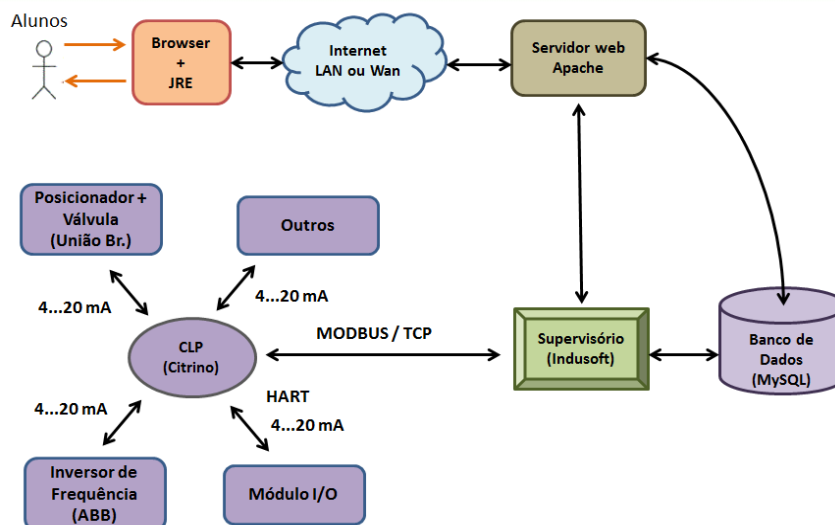 Alunos
Browser
+
JRE
Internet
LAN ou Wan
Servidor web
Apache
Posicionador +
Válvula
(União Br.)
Outros
4...20 mA
4...20 mA
MODBUS / TCP
CLP
(Citrino)
Supervisório
(Indusoft)
Banco de
Dados
(MySQL)
4...20 mA
HART
4...20 mA
Inversor de
Frequência
(ABB)
Módulo I/O